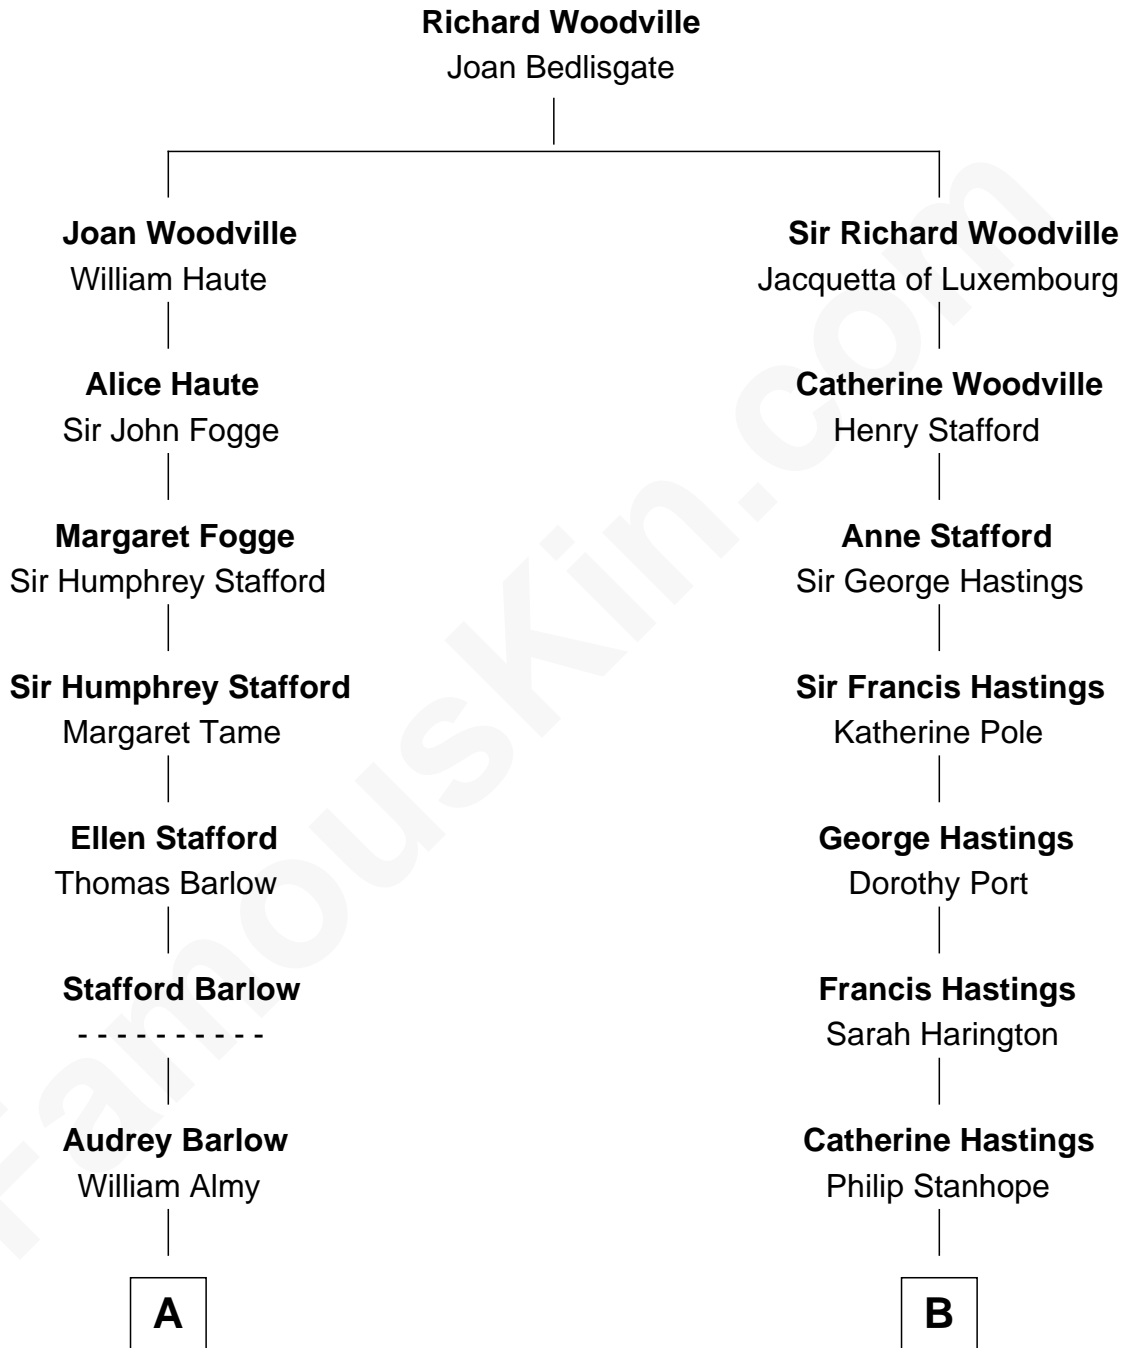 Richard Woodville
Joan Bedlisgate
Joan Woodville
William Haute
Sir Richard Woodville
Jacquetta of Luxembourg
Alice Haute
Sir John Fogge
Catherine Woodville
Henry Stafford
Margaret Fogge
Sir Humphrey Stafford
Anne Stafford
Sir George Hastings
Sir Humphrey Stafford
Margaret Tame
Sir Francis Hastings
Katherine Pole
Ellen Stafford
Thomas Barlow
George Hastings
Dorothy Port
Stafford Barlow
- - - - - - - - - -
Francis Hastings
Sarah Harington
Audrey Barlow
William Almy
Catherine Hastings
Philip Stanhope
A
B
FamousKin.com